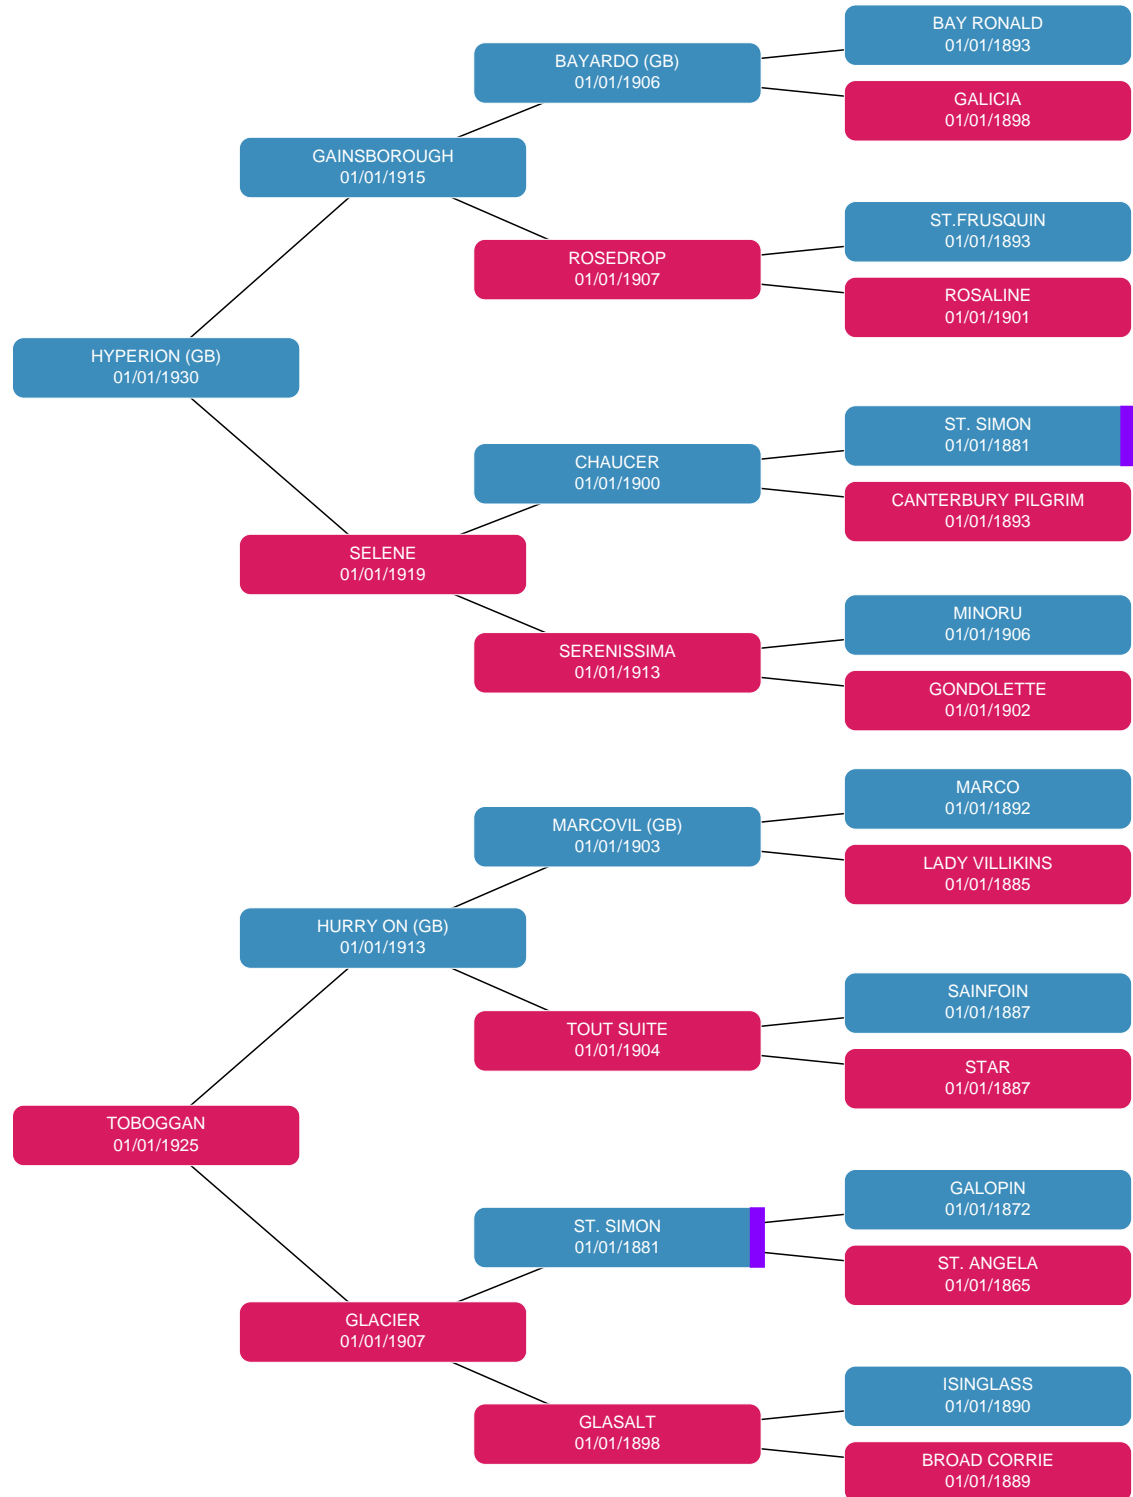 BAY RONALD
01/01/1893
BAYARDO (GB)
01/01/1906
GALICIA
01/01/1898
GAINSBOROUGH
01/01/1915
ST.FRUSQUIN
01/01/1893
ROSEDROP
01/01/1907
ROSALINE
01/01/1901
HYPERION (GB)
01/01/1930
ST. SIMON
01/01/1881
CHAUCER
01/01/1900
CANTERBURY PILGRIM
01/01/1893
SELENE
01/01/1919
MINORU
01/01/1906
SERENISSIMA
01/01/1913
GONDOLETTE
01/01/1902
MARCO
01/01/1892
MARCOVIL (GB)
01/01/1903
LADY VILLIKINS
01/01/1885
HURRY ON (GB)
01/01/1913
SAINFOIN
01/01/1887
TOUT SUITE
01/01/1904
STAR
01/01/1887
TOBOGGAN
01/01/1925
GALOPIN
01/01/1872
ST. SIMON
01/01/1881
ST. ANGELA
01/01/1865
GLACIER
01/01/1907
ISINGLASS
01/01/1890
GLASALT
01/01/1898
BROAD CORRIE
01/01/1889